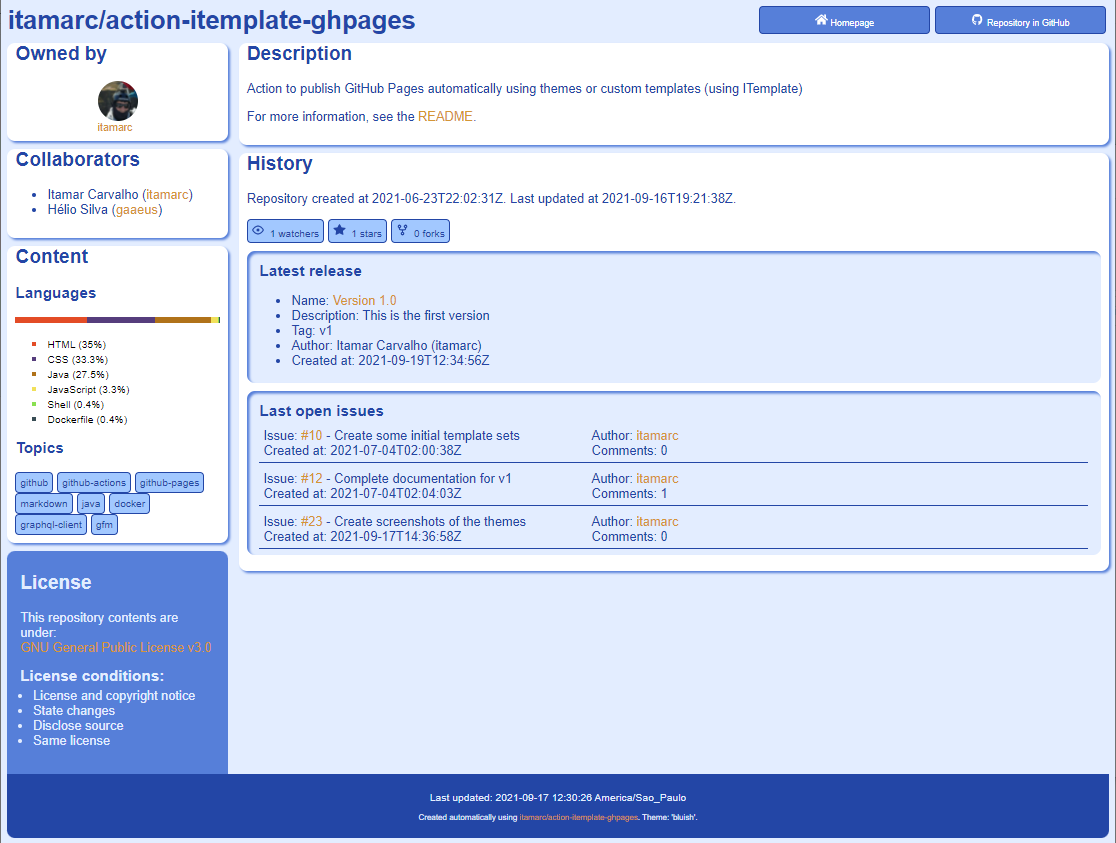 itamarc/action-itemplate-ghpages
Homepage
Repository in GitHub
Owned by
itamarc
Collaborators
Itamar Carvalho (itamarc)
Hélio Silva (gaaeus)
Content
Languages
HTML (35%)
CSS (33.3%)
Java (27.5%)
JavaScript (3.3%)
Shell (0.4%)
Dockerfile (0.4%)
Topics
github github-actions github-pages
markdown java docker
graphql-client gfm
License
This repository contents are
under:
GNU General Public License v3.0
License conditions:
License and copyright notice
State changes
Disclose source
Same license
Description
Action to publish GitHub Pages automatically using themes or custom templates (using ITemplate)
For more information, see the README.
History
Repository created at 2021-06-23T22:02:31Z. Last updated at 2021-09-16T19:21:38Z.
1 watchers 1 stars 0 forks
Latest release
Name: Version 1.0
Description: This is the first version
Tag: v1
Author: Itamar Carvalho (itamarc)
Created at: 2021-09-19T12:34:56Z
Last open issues
Issue: #10 - Create some initial template sets Author: itamarc
Created at: 2021-07-04T02:00:38Z Comments: 0
Issue: #12 - Complete documentation for v1 Author: itamarc
Created at: 2021-07-04T02:04:03Z Comments: 1
Issue: #23 - Create screenshots of the themes Author: itamarc
Created at: 2021-09-17T14:36:58Z Comments: 0
Last updated: 2021-09-17 12:30:26 America/Sao_Paulo
Created automatically using itamarc/action-itemplate-ghpages. Theme: 'bluish'.